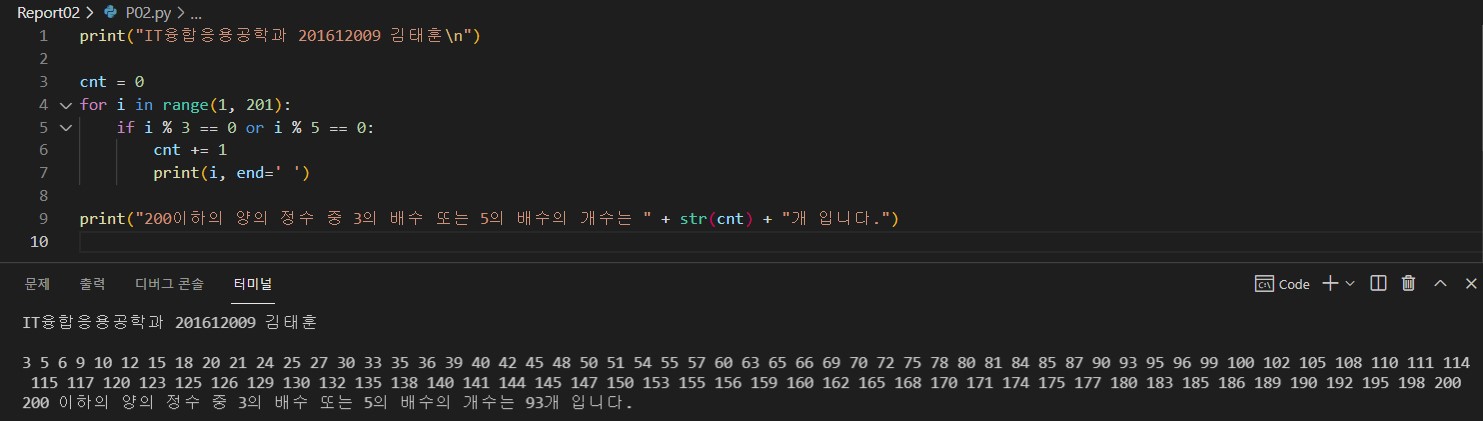 Report02 > P02.py > ...
1 print("IT융합응용공학과 201612009 김태훈\n")
2
3 cnt = 0
4 for i in range(1, 201):
5 if i % 3 == 0 or i % 5 == 0:
6 cnt += 1
7 print(i, end=' ')
8
9 print("200이하의 양의 정수 중 3의 배수 또는 5의 배수의 개수는 " + str(cnt) + "개 입니다.")
10
문제 출력 디버그 콘솔 터미널 Code
IT융합응용공학과 201612009 김태훈
3 5 6 9 10 12 15 18 20 21 24 25 27 30 33 35 36 39 40 42 45 48 50 51 54 55 57 60 63 65 66 69 70 72 75 78 80 81 84 85 87 90 93 95 96 99 100 102 105 108 110 111 114
115 117 120 123 125 126 129 130 132 135 138 140 141 144 145 147 150 153 155 156 159 160 162 165 168 170 171 174 175 177 180 183 185 186 189 190 192 195 198 200
200 이하의 양의 정수 중 3의 배수 또는 5의 배수의 개수는 93개 입니다.